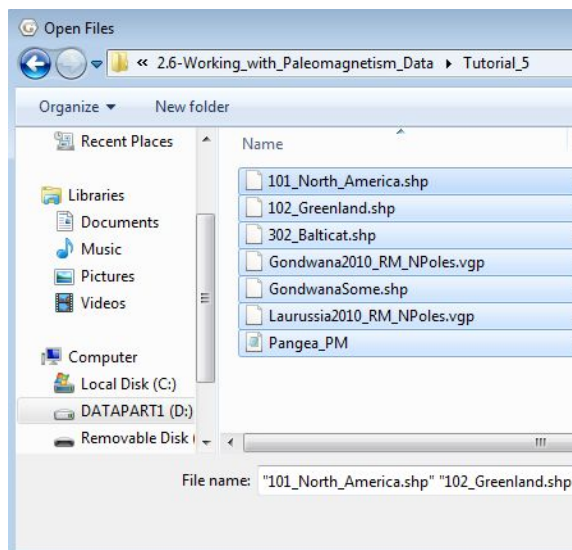 Open Files
« 2.6-Working_with_Paleomagnetism_Data Tutorial_5
Organize New folder
Recent Places
Libraries
Documents
Music
Pictures
Videos
Computer
Local Disk (C:)
DATAPART1 (D:)
Removable Disk (
Name
101_North_America.shp
102_Greenland.shp
302_Balticat.shp
Gondwana2010_RM_NPoles.vgp
GondwanaSome.shp
Laurussia2010_RM_NPoles.vgp
Pangea_PM
File name: "101_North_America.shp" "102_Greenland.shp